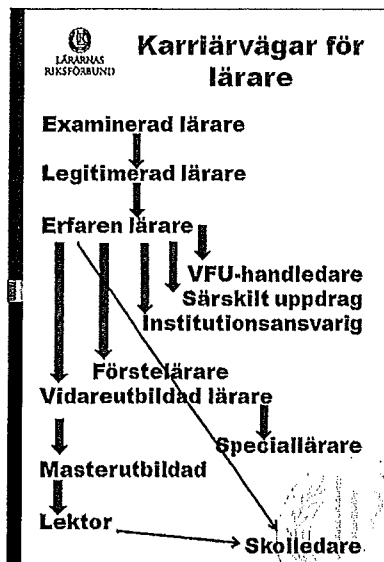 LÄRARNAS
RIKSFÖRBUND
Karriärvägar för
lärare
Examinerad lärare
Legitimerad lärare
Erfaren lärare
VFU-handledare
Särskilt uppdrag
Institutionsansvarig
Förstelärare
Vidareutbildad lärare
Speciallärare
Masterutbildad
Lektor
Skolledare